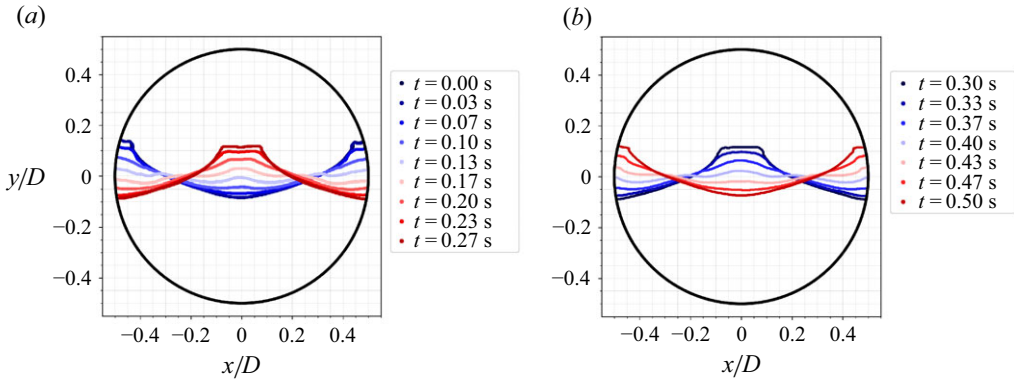 (a)
0.4
0.2
0
−0.2
−0.4
y/D
−0.4 −0.2 0 0.2 0.4
x/D
t = 0.00 s
t = 0.03 s
t = 0.07 s
t = 0.10 s
t = 0.13 s
t = 0.17 s
t = 0.20 s
t = 0.23 s
t = 0.27 s
(b)
0.4
0.2
0
−0.2
−0.4
−0.4 −0.2 0 0.2 0.4
x/D
t = 0.30 s
t = 0.33 s
t = 0.37 s
t = 0.40 s
t = 0.43 s
t = 0.47 s
t = 0.50 s